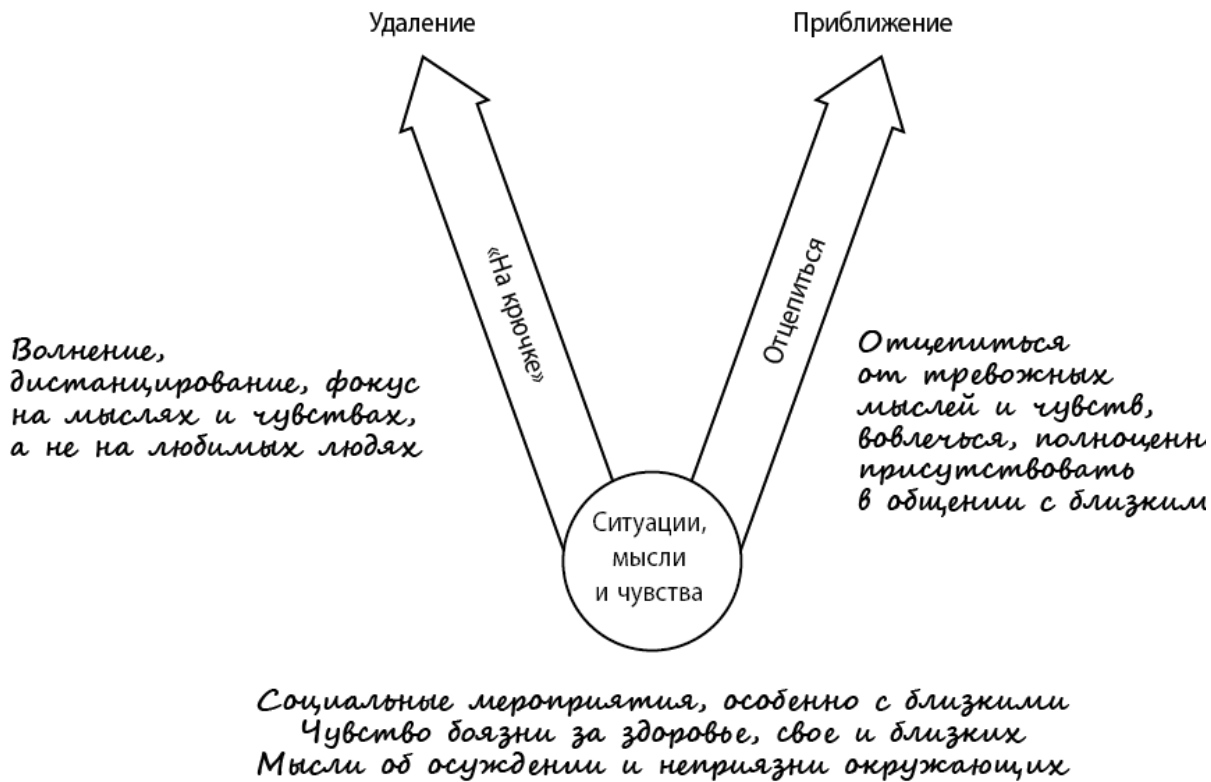 Удаление
Приближение
«На крючке»
Отцепиться
Волнение,
дистанцирование, фокус
на мыслях и чувствах,
а не на любимых людях
Отцепиться
от тревожных
мыслей и чувств,
вовлечься, полноценн
присутствовать
в общении с близким
Ситуации,
мысли
и чувства
Социальные мероприятия, особенно с близкими
Чувство боязни за здоровье, свое и близких
Мысли об осуждении и неприязни окружающих